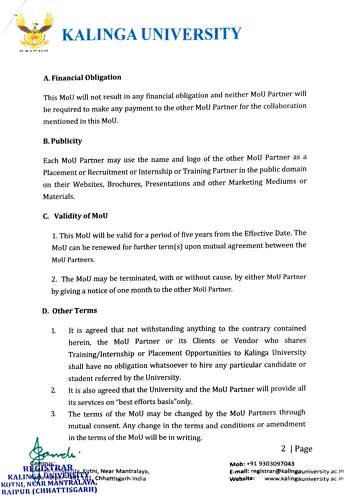 KALINGA UNIVERSITY
RAIPUR
A. Financial Obligation
This MoU will not result in any financial obligation and neither MoU Partner will
be required to make any payment to the other MoU Partner for the collaboration
mentioned in this MoU.
B. Publicity
Each MoU Partner may use the name and logo of the other MoU Partner as a
Placement or Recruitment or Internship or Training Partner in the public domain
on their Websites, Brochures, Presentations and other Marketing Mediums or
Materials.
C. Validity of MoU
1. This MoU will be valid for a period of five years from the Effective Date. The
MoU can be renewed for further term(s) upon mutual agreement between the
MoU Partners.
2. The MoU may be terminated, with or without cause, by either MoU Partner
by giving a notice of one month to the other MoU Partner.
D. Other Terms
1. It is agreed that not withstanding anything to the contrary contained
herein, the MoU Partner or its Clients or Vendor who shares
Training/Internship or Placement Opportunities to Kalinga University
shall have no obligation whatsoever to hire any particular candidate or
student referred by the University.
2. It is also agreed that the University and the MoU Partner will provide all
its services on "best efforts basis"only.
3. The terms of the MoU may be changed by the MoU Partners through
mutual consent. Any change in the terms and conditions or amendment
in the terms of the MoU will be in writing.
2 | Page
REGISTRAR
KALINGA UNIVERSITY
KOTNI, NEAR MANTRALAYA,
RAIPUR (CHHATTISGARH)
Kotni, Near Mantralaya,
Chhattisgarh India
Mob: +91 9303097043
E-mail: registrar@kalingauniversity.ac.in
Website: www.kalingauniversity.ac.in